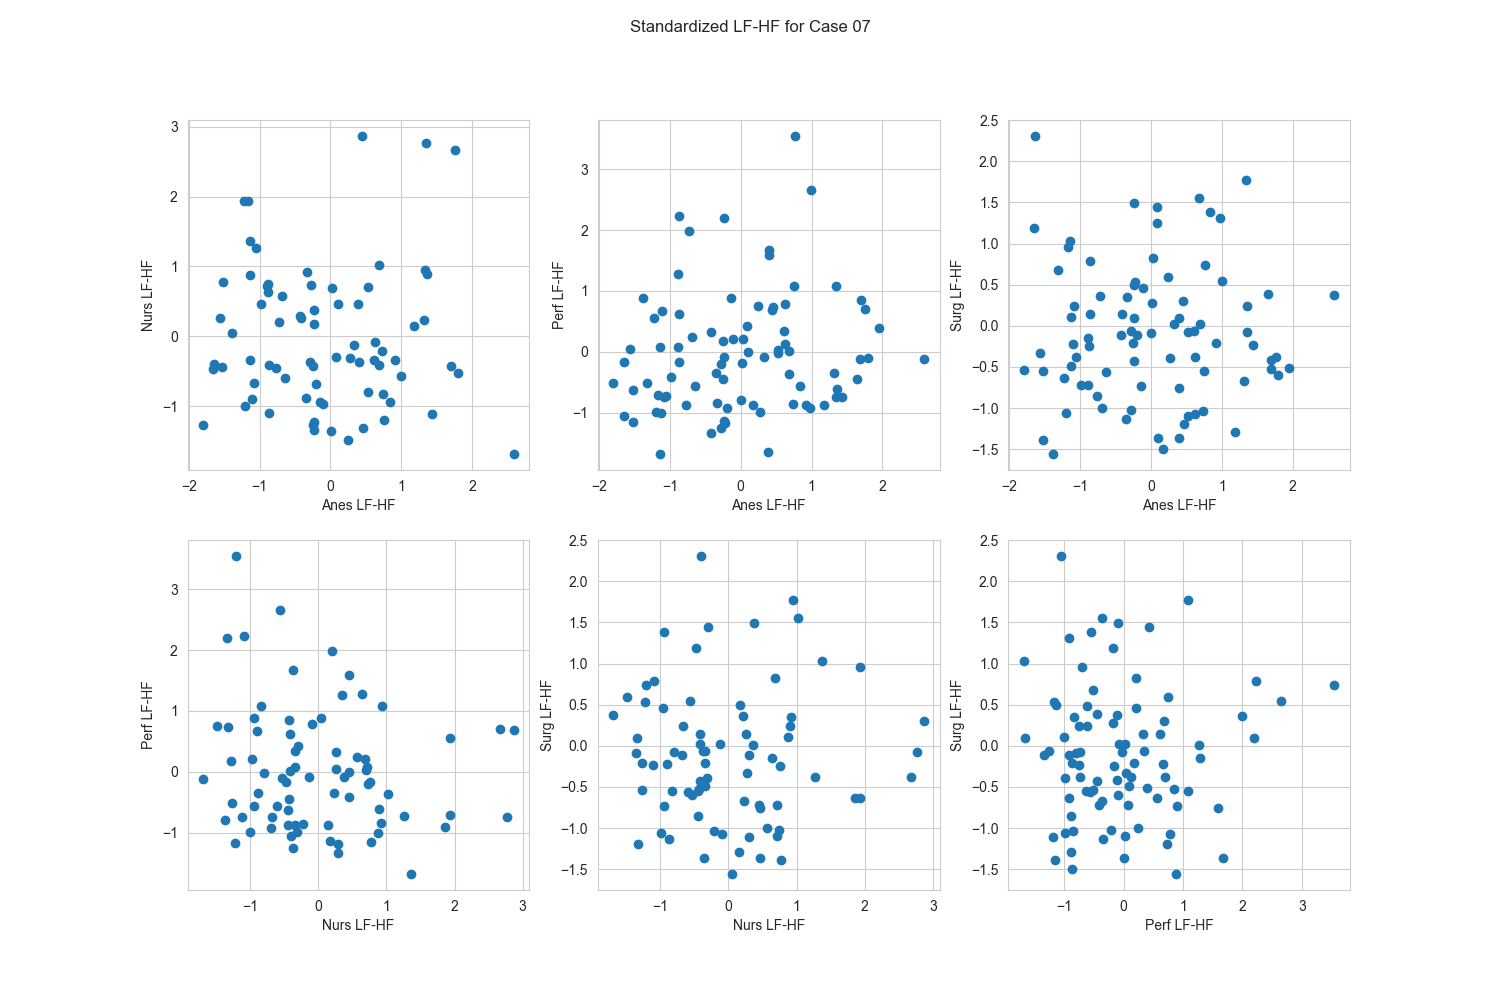 Standardized LF-HF for Case 07
3
2
1
0
−1
Nurs LF-HF
−2 −1 0 1 2
Anes LF-HF
3
2
1
0
−1
Perf LF-HF
−2 −1 0 1 2
Anes LF-HF
2.5
2.0
1.5
1.0
0.5
0.0
−0.5
−1.0
−1.5
Surg LF-HF
−2 −1 0 1 2
Anes LF-HF
3
2
1
0
−1
Perf LF-HF
−1 0 1 2 3
Nurs LF-HF
2.5
2.0
1.5
1.0
0.5
0.0
−0.5
−1.0
−1.5
Surg LF-HF
−1 0 1 2 3
Nurs LF-HF
2.5
2.0
1.5
1.0
0.5
0.0
−0.5
−1.0
−1.5
Surg LF-HF
−1 0 1 2 3
Perf LF-HF